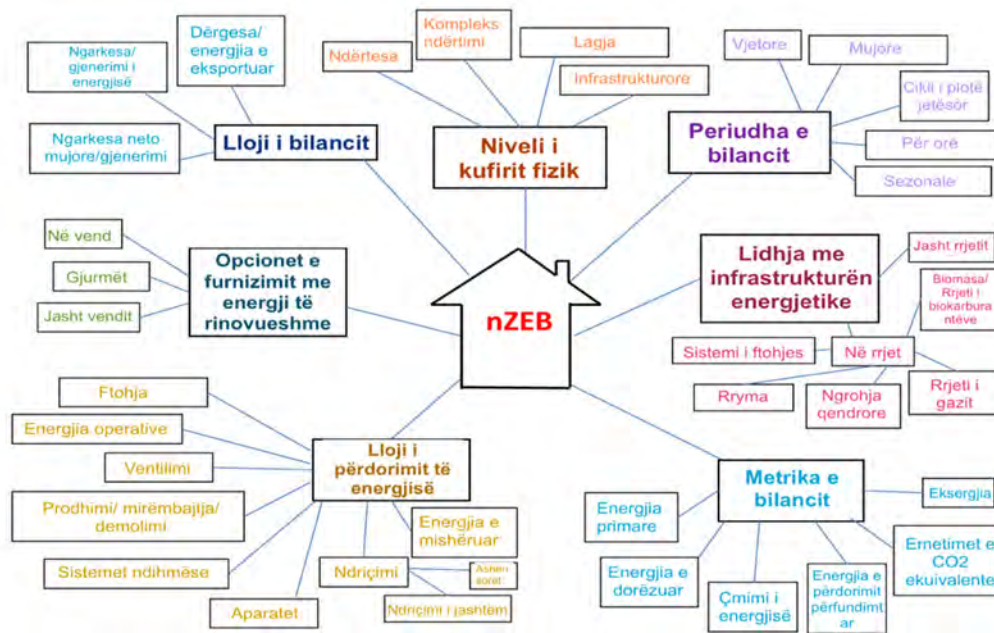 Ngarkesa/
gjenerimi i
energjisë
Dërgesa/
energjia e
eksportuar
Ngarkesa neto
mujore/gjenerimi
Lloji i bilancit
Ndërtesa
Kompleks
ndërtimi
Lagja
Infrastrukturore
Niveli i
kufirit fizik
Vjetore
Mujore
Cikli i plotë
jetësor
Për orë
Sezonale
Periudha e
bilancit
Në vend
Gjurmët
Jasht vendit
Opcionet e
furnizimit me
energji të
rinovueshme
nZEB
Lidhja me
infrastrukturën
energjetike
Jasht rrjetit
Biomasa/
Rrjeti i
biokarbura
ntëve
Sistemi i ftohjes
Në rrjet
Rryma
Ngrohja
qendrore
Rrjeti i
gazit
Ftohja
Energjia operative
Ventilimi
Prodhimi/ mirëmbajtja/
demolimi
Sistemet ndihmëse
Aparatet
Lloji i
përdorimit të
energjisë
Energjia e
mishëruar
Ndriçimi
Ashen
soret
Ndriçimi i jashtëm
Metrika e
bilancit
Energjia
primare
Energjia e
dorëzuar
Çmimi i
energjisë
Energjia e
përdorimit
përfundimt
ar
Eksergjia
Emetimet e
CO2
ekuivalente